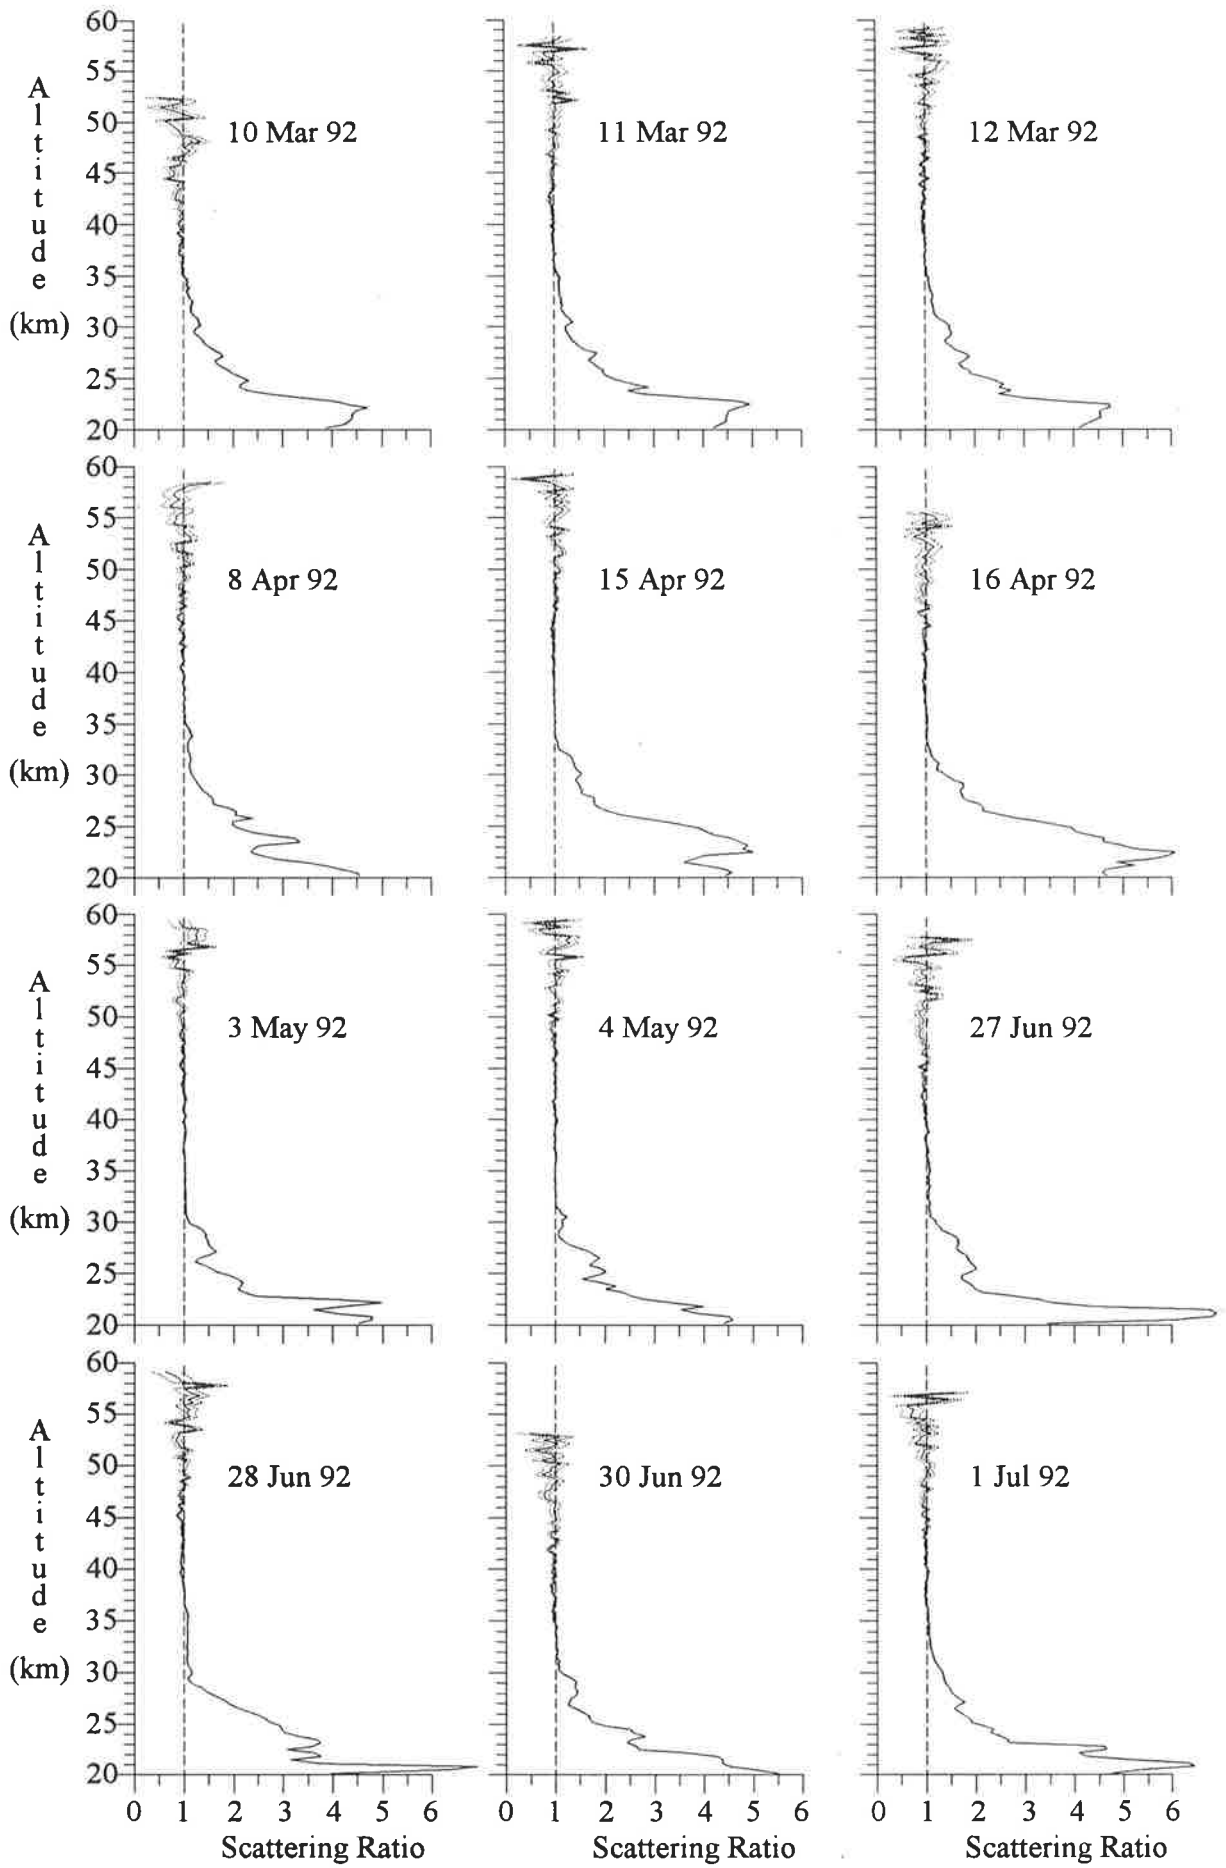 60
55
50
45
40
35
30
25
20
Altitude
(km)
10 Mar 92
11 Mar 92
12 Mar 92
60
55
50
45
40
35
30
25
20
Altitude
(km)
8 Apr 92
15 Apr 92
16 Apr 92
60
55
50
45
40
35
30
25
20
Altitude
(km)
3 May 92
4 May 92
27 Jun 92
60
55
50
45
40
35
30
25
20
Altitude
(km)
28 Jun 92
30 Jun 92
1 Jul 92
0 1 2 3 4 5 6 0 1 2 3 4 5 6 0 1 2 3 4 5 6
Scattering Ratio Scattering Ratio Scattering Ratio